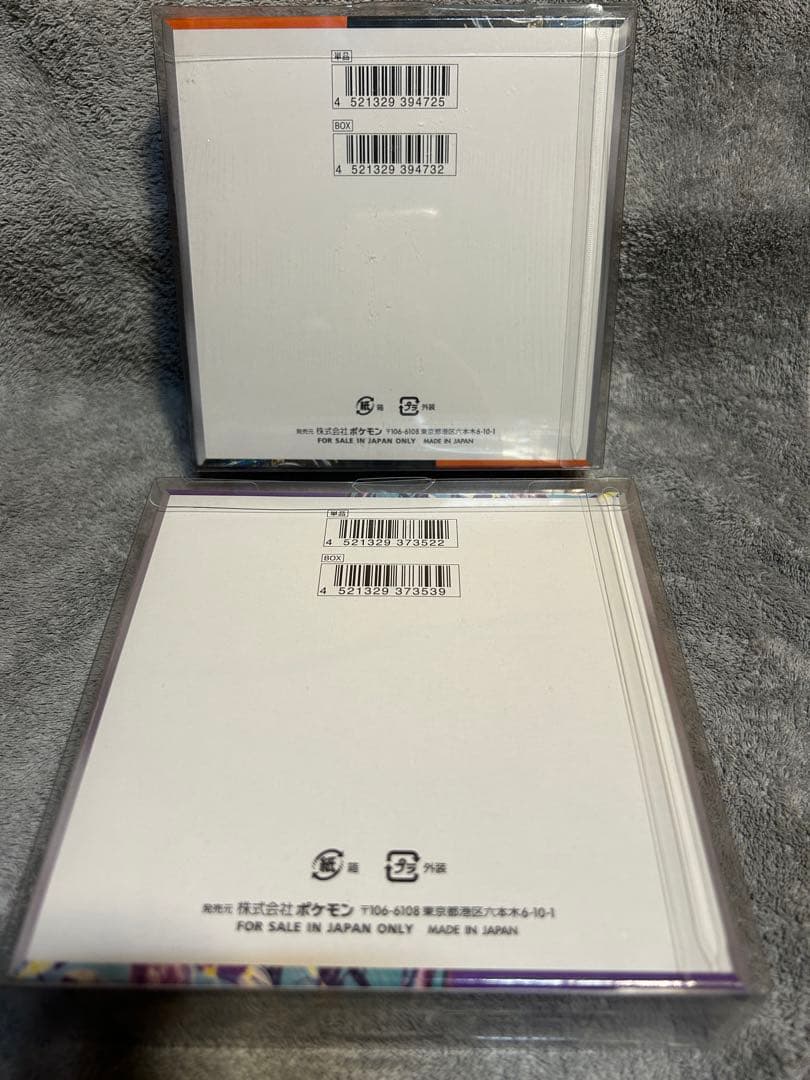 単品
4 521329 394725
BOX
4 521329 394732
紙 箱 プラ 外装
発売元 株式会社 ポケモン 〒106-6108 東京都港区六本木6-10-1
FOR SALE IN JAPAN ONLY MADE IN JAPAN
単品
4 521329 373522
BOX
4 521329 373539
紙 箱 プラ 外装
発売元 株式会社 ポケモン 〒106-6108 東京都港区六本木6-10-1
FOR SALE IN JAPAN ONLY MADE IN JAPAN